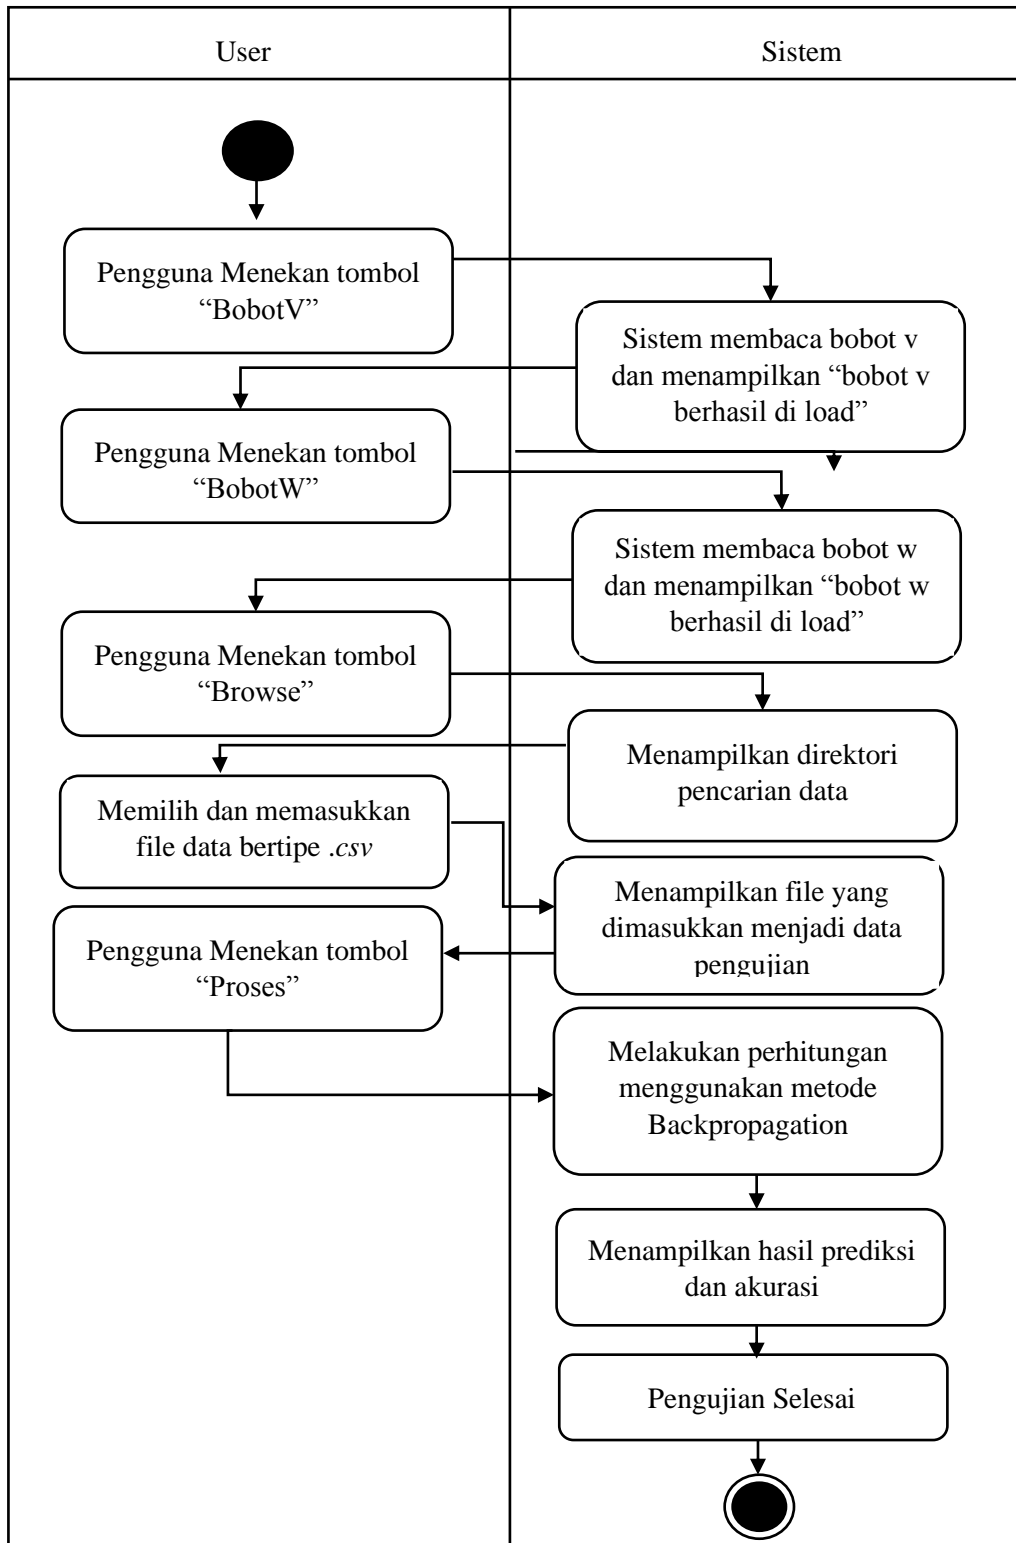 User
Sistem
Pengguna Menekan tombol
“BobotV”
Sistem membaca bobot v
dan menampilkan “bobot v
berhasil di load”
Pengguna Menekan tombol
“BobotW”
Sistem membaca bobot w
dan menampilkan “bobot w
berhasil di load”
Pengguna Menekan tombol
“Browse”
Menampilkan direktori
pencarian data
Memilih dan memasukkan
file data bertipe .csv
Menampilkan file yang
dimasukkan menjadi data
pengujian
Pengguna Menekan tombol
“Proses”
Melakukan perhitungan
menggunakan metode
Backpropagation
Menampilkan hasil prediksi
dan akurasi
Pengujian Selesai